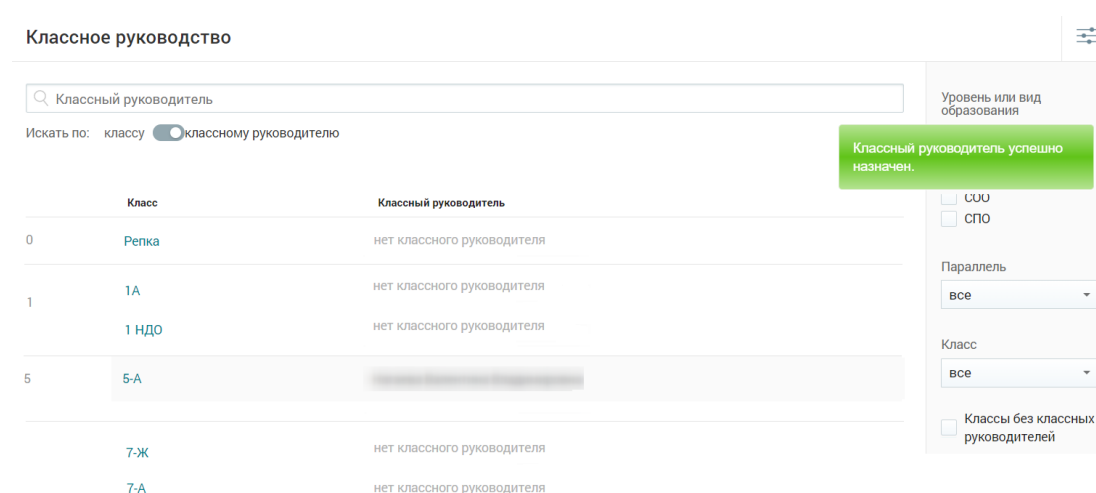 Классное руководство
Классный руководитель
Искать по: классу классному руководителю
Уровень или вид
образования
Классный руководитель успешно
назначен.
СОО
СПО
Класс Классный руководитель
0 Репка нет классного руководителя
1 1А нет классного руководителя
1 НДО нет классного руководителя
5 5-А
7-Ж нет классного руководителя
7-А нет классного руководителя
Параллель
все
Класс
все
Классы без классных
руководителей